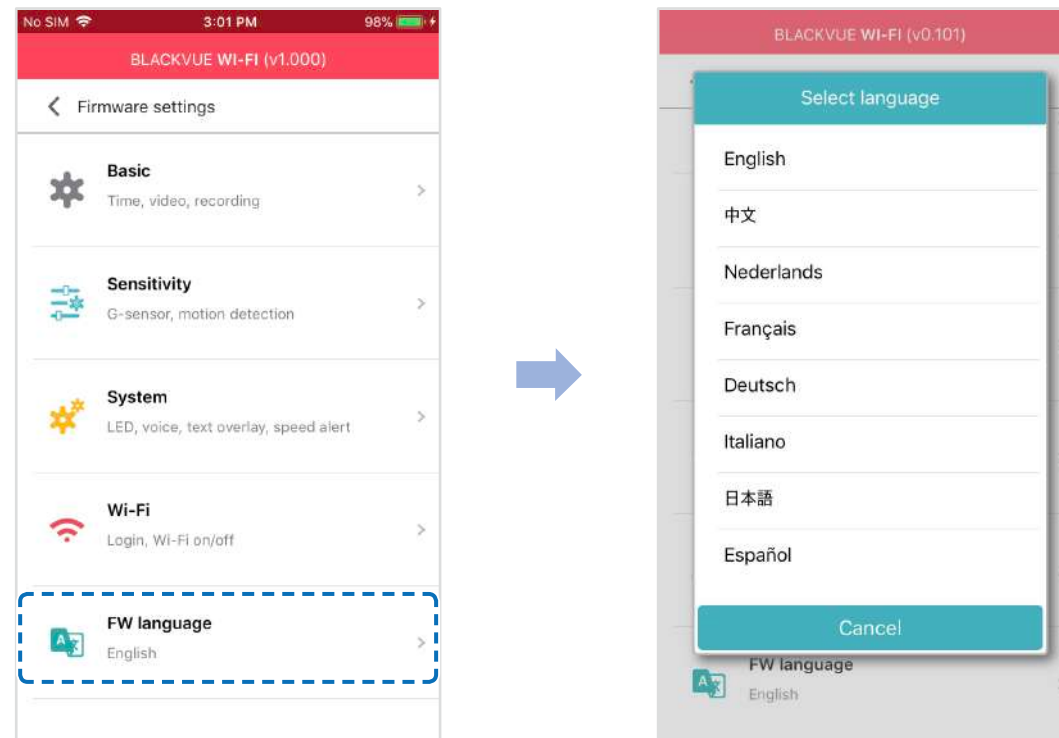 No SIM 3:01 PM 98%
BLACKVUE WI-FI (v1.000)
Firmware settings
Basic
Time, video, recording
Sensitivity
G-sensor, motion detection
System
LED, voice, text overlay, speed alert
Wi-Fi
Login, Wi-Fi on/off
FW language
English
BLACKVUE WI-FI (v0.101)
Select language
English
中文
Nederlands
Français
Deutsch
Italiano
日本語
Español
Cancel
FW language
English